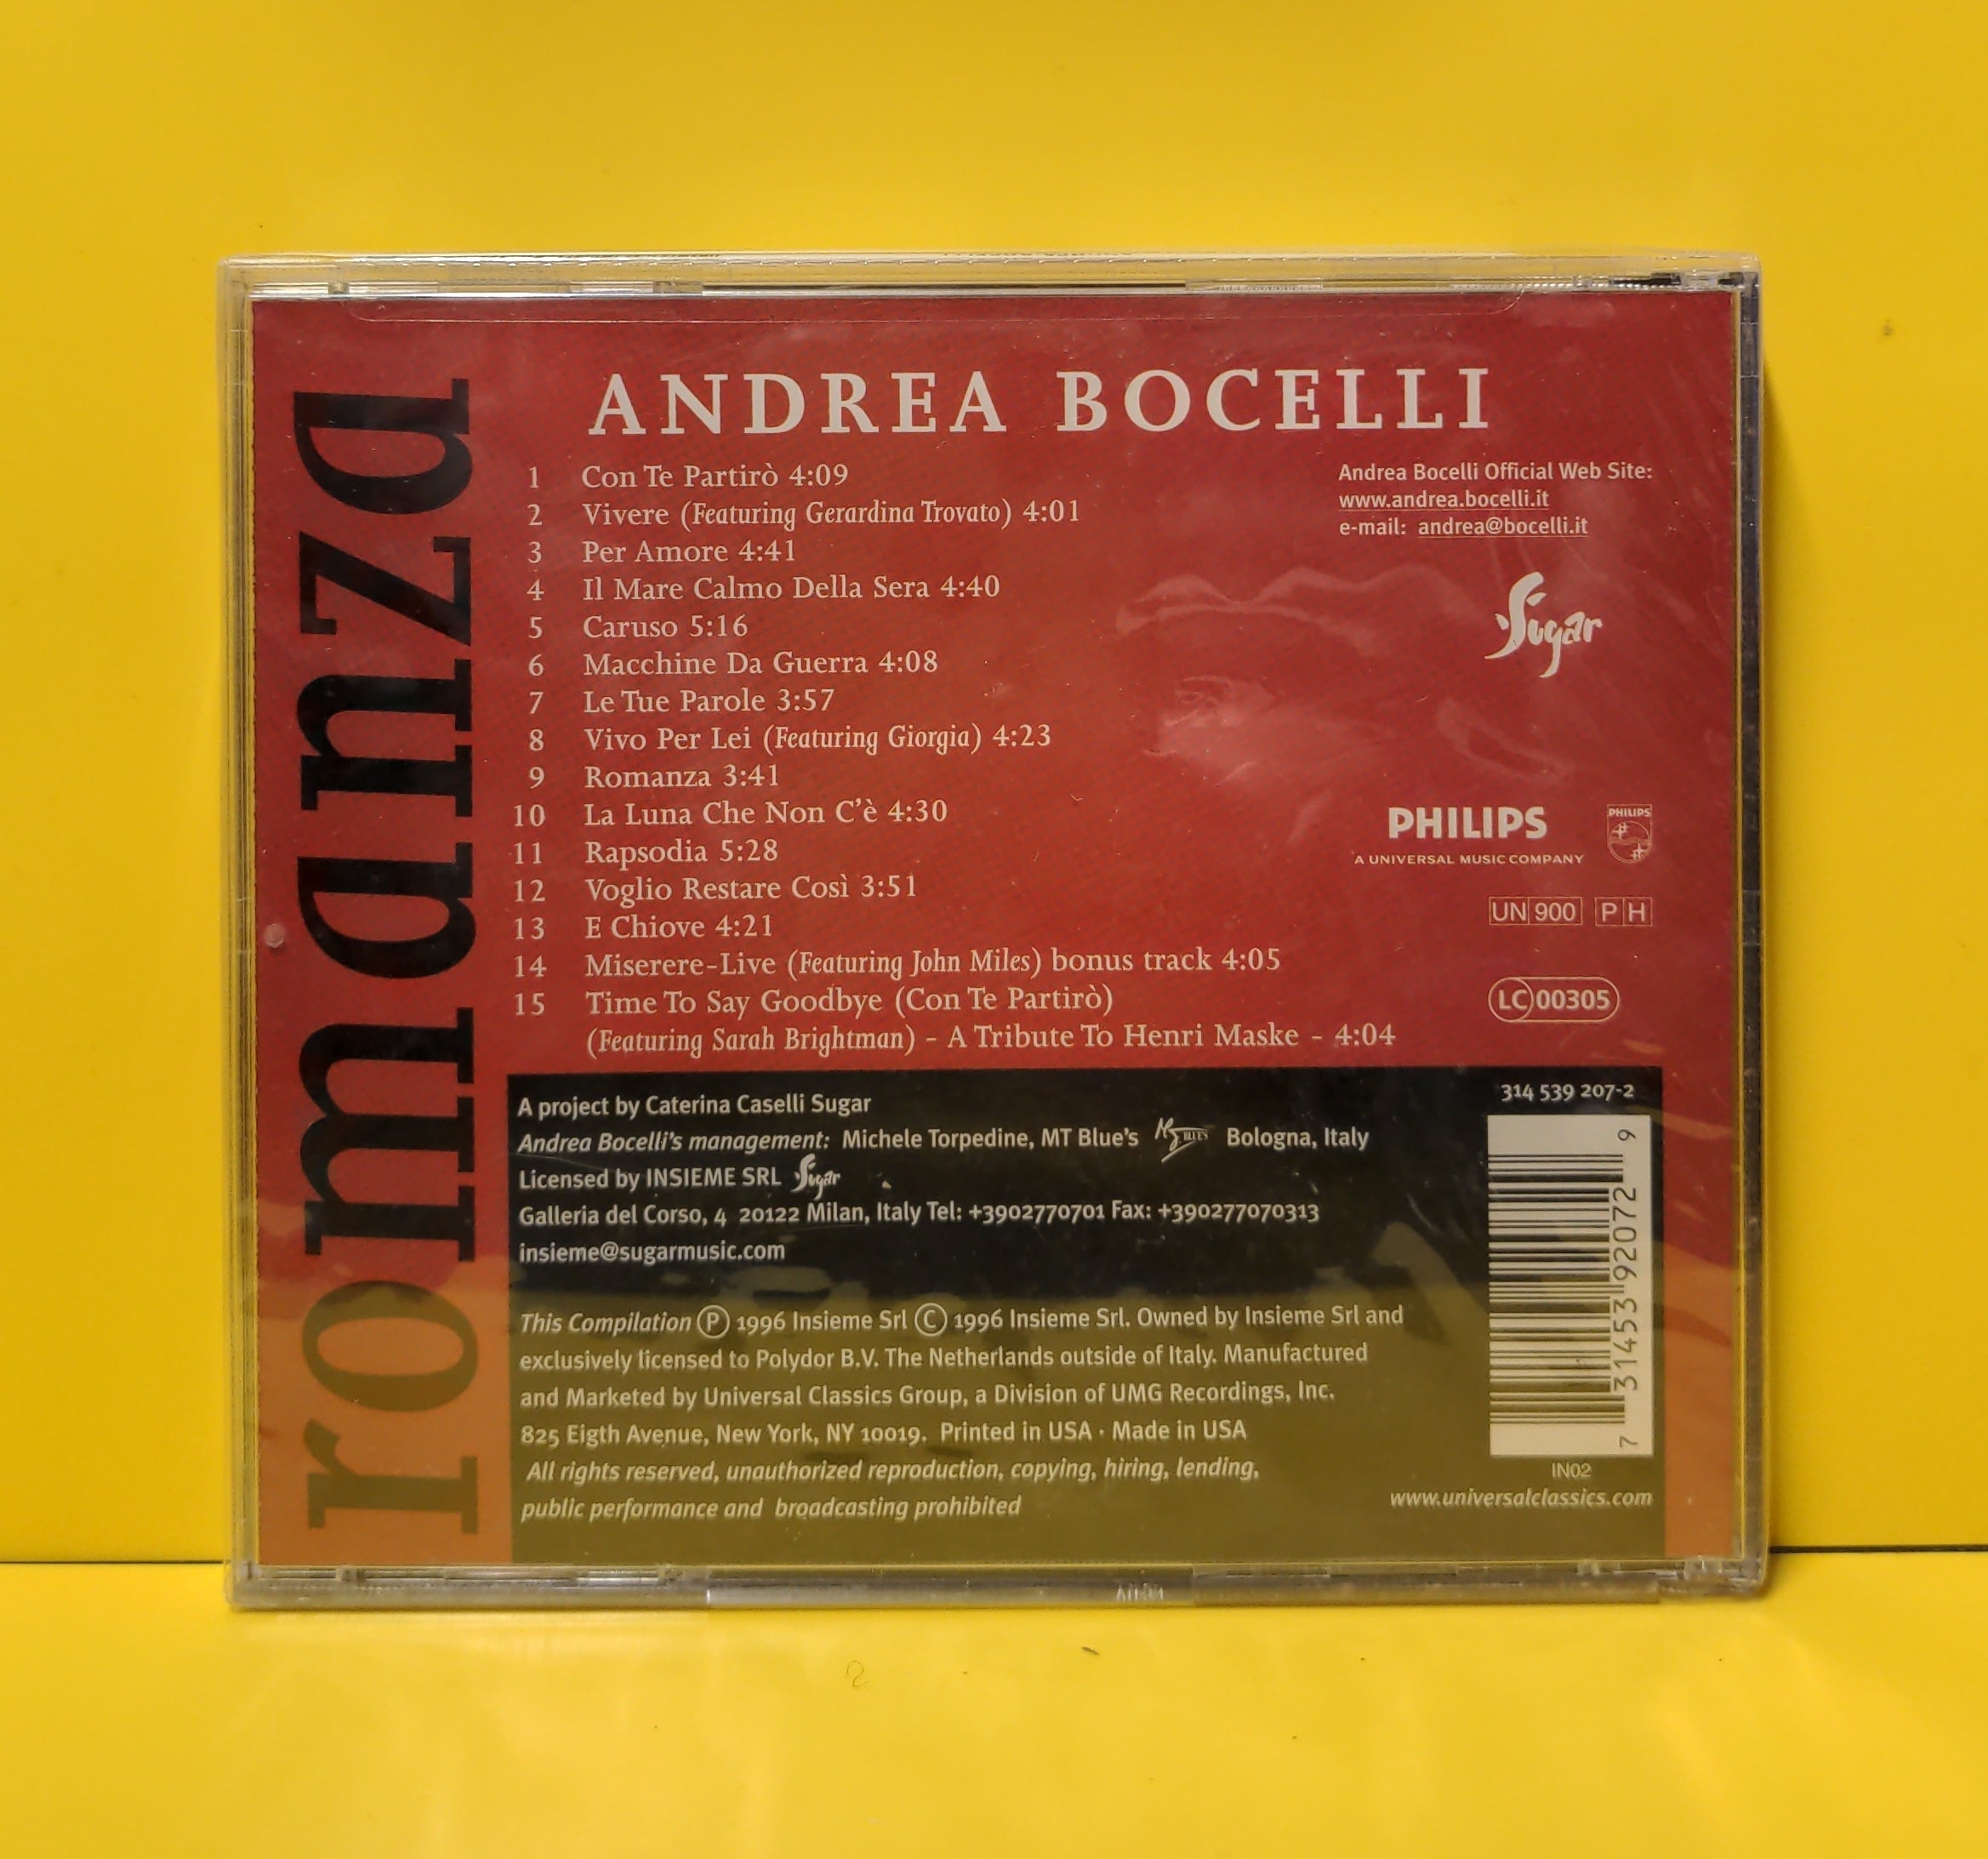 romanza
ANDREA BOCELLI
1 Con Te Partirò 4:09
2 Vivere (Featuring Gerardina Trovato) 4:01
3 Per Amore 4:41
4 Il Mare Calmo Della Sera 4:40
5 Caruso 5:16
6 Macchine Da Guerra 4:08
7 Le Tue Parole 3:57
8 Vivo Per Lei (Featuring Giorgia) 4:23
9 Romanza 3:41
10 La Luna Che Non C'è 4:30
11 Rapsodia 5:28
12 Voglio Restare Così 3:51
13 E Chiove 4:21
14 Miserere-Live (Featuring John Miles) bonus track 4:05
15 Time To Say Goodbye (Con Te Partirò)
(Featuring Sarah Brightman) - A Tribute To Henri Maske - 4:04
Andrea Bocelli Official Web Site:
www.andrea.bocelli.it
e-mail: andrea@bocelli.it
Sugar
PHILIPS
PHILIPS
A UNIVERSAL MUSIC COMPANY
UN 900 P H
LC 00305
A project by Caterina Caselli Sugar
Andrea Bocelli's management: Michele Torpedine, MT Blue's MT BLUE'S Bologna, Italy
Licensed by INSIEME SRL Sugar
Galleria del Corso, 4 20122 Milan, Italy Tel: +3902770701 Fax: +390277070313
insieme@sugarmusic.com
This Compilation Ⓟ 1996 Insieme Srl © 1996 Insieme Srl. Owned by Insieme Srl and
exclusively licensed to Polydor B.V. The Netherlands outside of Italy. Manufactured
and Marketed by Universal Classics Group, a Division of UMG Recordings, Inc.
825 Eigth Avenue, New York, NY 10019. Printed in USA · Made in USA
All rights reserved, unauthorized reproduction, copying, hiring, lending,
public performance and broadcasting prohibited
314 539 207-2
7 31453 92072 9
IN02
www.universalclassics.com